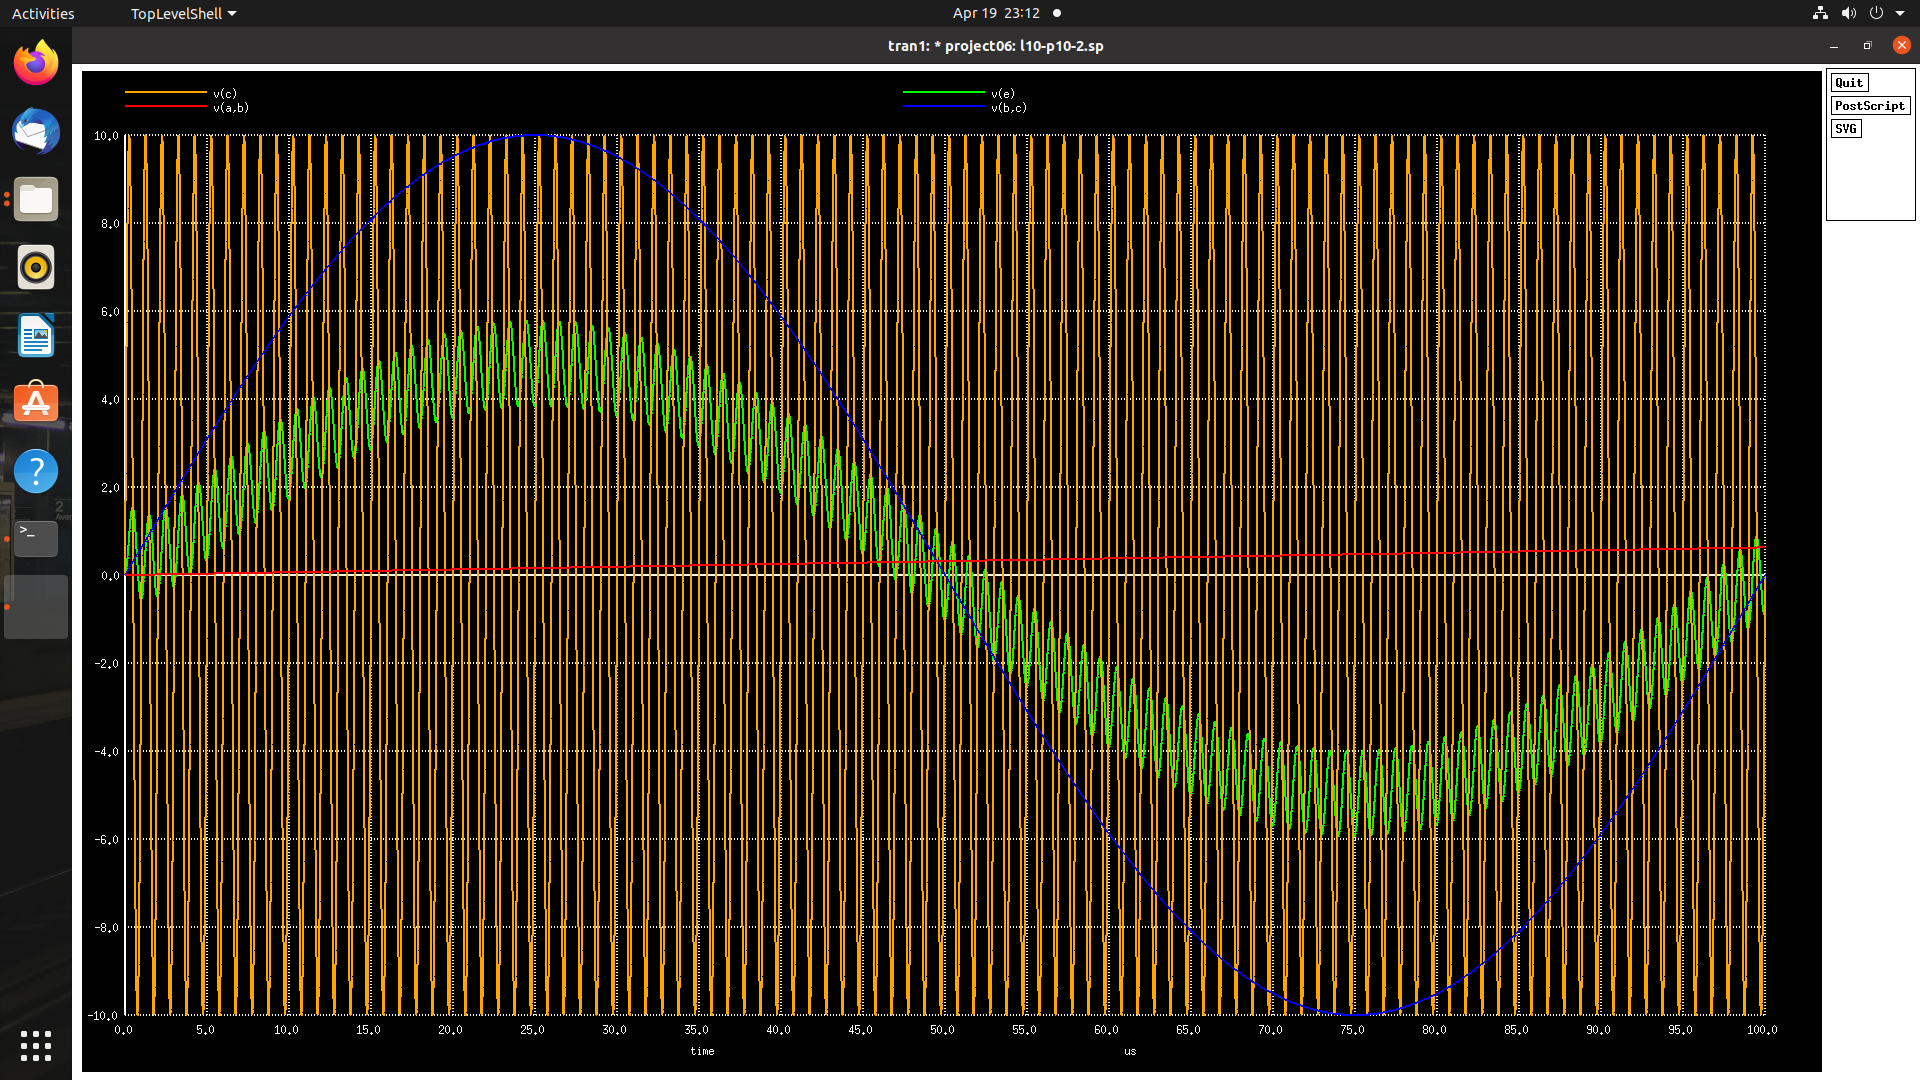 Activities TopLevelShell Apr 19 23:12
tran1: * project06: l10-p10-2.sp
Quit
PostScript
SVG
v(c) v(e)
v(a,b) v(b,c)
10.0
8.0
6.0
4.0
2.0
0.0
-2.0
-4.0
-6.0
-8.0
-10.0
0.0 5.0 10.0 15.0 20.0 25.0 30.0 35.0 40.0 45.0 50.0 55.0 60.0 65.0 70.0 75.0 80.0 85.0 90.0 95.0 100.0
time us